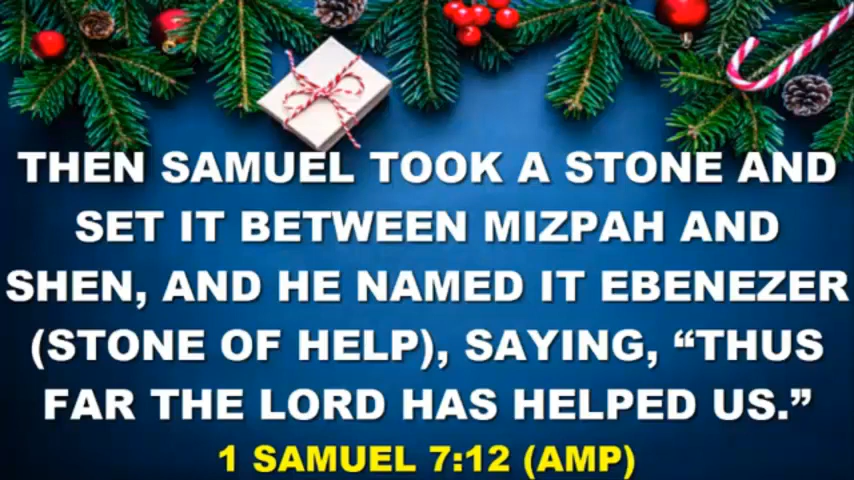 THEN SAMUEL TOOK A STONE AND
SET IT BETWEEN MIZPAH AND
SHEN, AND HE NAMED IT EBENEZER
(STONE OF HELP), SAYING, “THUS
FAR THE LORD HAS HELPED US.”
1 SAMUEL 7:12 (AMP)